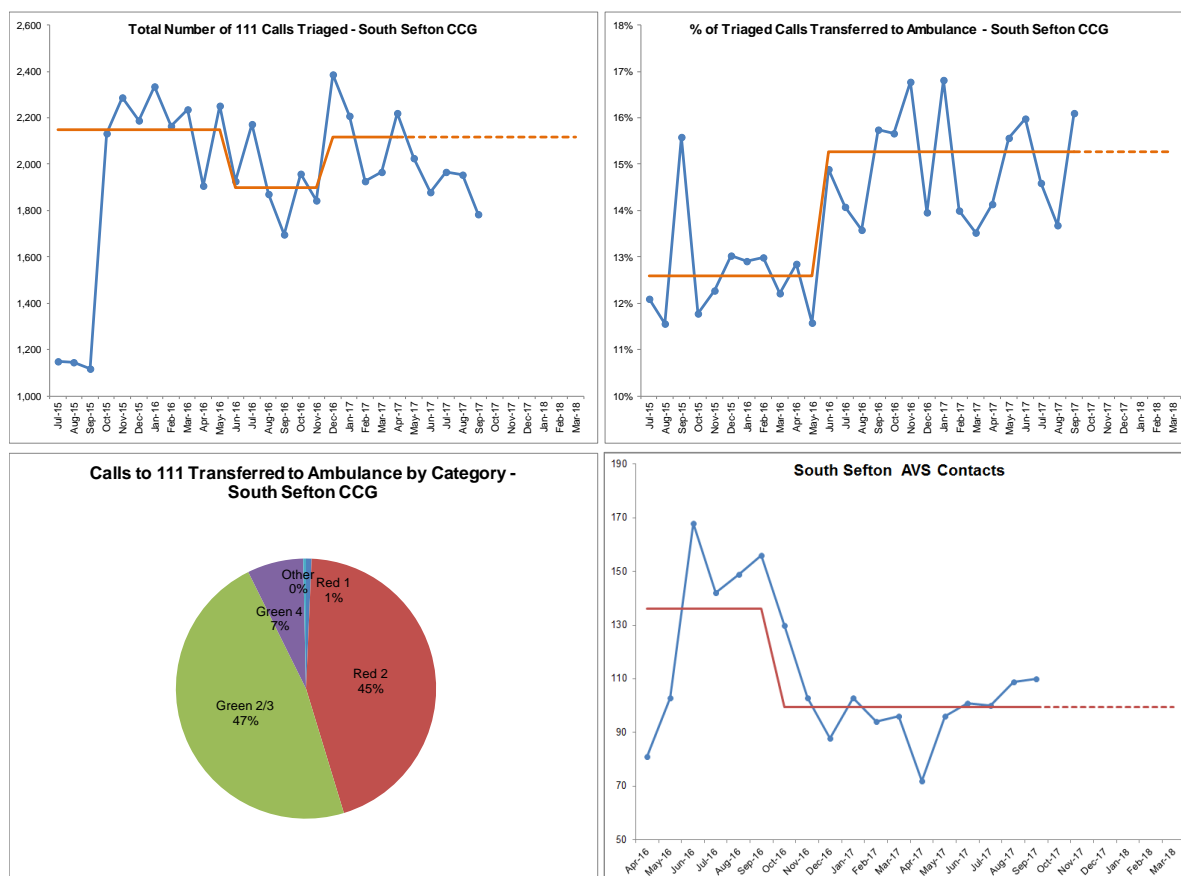 Total Number of 111 Calls Triaged - South Sefton CCG
2,600
2,400
2,200
2,000
1,800
1,600
1,400
1,200
1,000
Jul-15
Aug-15
Sep-15
Oct-15
Nov-15
Dec-15
Jan-16
Feb-16
Mar-16
Apr-16
May-16
Jun-16
Jul-16
Aug-16
Sep-16
Oct-16
Nov-16
Dec-16
Jan-17
Feb-17
Mar-17
Apr-17
May-17
Jun-17
Jul-17
Aug-17
Sep-17
Oct-17
Nov-17
Dec-17
Jan-18
Feb-18
Mar-18
% of Triaged Calls Transferred to Ambulance - South Sefton CCG
18%
17%
16%
15%
14%
13%
12%
11%
10%
Jul-15
Aug-15
Sep-15
Oct-15
Nov-15
Dec-15
Jan-16
Feb-16
Mar-16
Apr-16
May-16
Jun-16
Jul-16
Aug-16
Sep-16
Oct-16
Nov-16
Dec-16
Jan-17
Feb-17
Mar-17
Apr-17
May-17
Jun-17
Jul-17
Aug-17
Sep-17
Oct-17
Nov-17
Dec-17
Jan-18
Feb-18
Mar-18
Calls to 111 Transferred to Ambulance by Category -
South Sefton CCG
Other
0%
Red 1
1%
Green 4
7%
Red 2
45%
Green 2/3
47%
South Sefton AVS Contacts
190
170
150
130
110
90
70
50
Apr-16
May-16
Jun-16
Jul-16
Aug-16
Sep-16
Oct-16
Nov-16
Dec-16
Jan-17
Feb-17
Mar-17
Apr-17
May-17
Jun-17
Jul-17
Aug-17
Sep-17
Oct-17
Nov-17
Dec-17
Jan-18
Feb-18
Mar-18